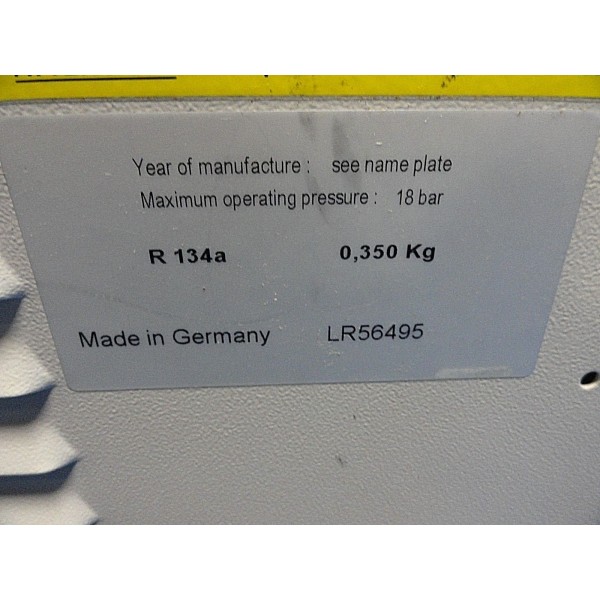 Year of manufacture : see name plate
Maximum operating pressure : 18 bar
R 134a 0,350 Kg
Made in Germany LR56495